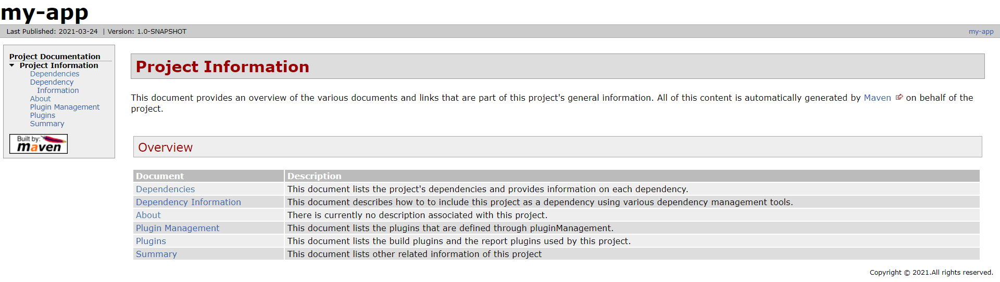 my-app
Last Published: 2021-03-24 | Version: 1.0-SNAPSHOT
my-app
Project Documentation
Project Information
Dependencies
Dependency
Information
About
Plugin Management
Plugins
Summary
Built by:
maven
Project Information
This document provides an overview of the various documents and links that are part of this project's general information. All of this content is automatically generated by Maven on behalf of the
project.
Overview
Document Description
Dependencies This document lists the project's dependencies and provides information on each dependency.
Dependency Information This document describes how to to include this project as a dependency using various dependency management tools.
About There is currently no description associated with this project.
Plugin Management This document lists the plugins that are defined through pluginManagement.
Plugins This document lists the build plugins and the report plugins used by this project.
Summary This document lists other related information of this project
Copyright © 2021.All rights reserved.